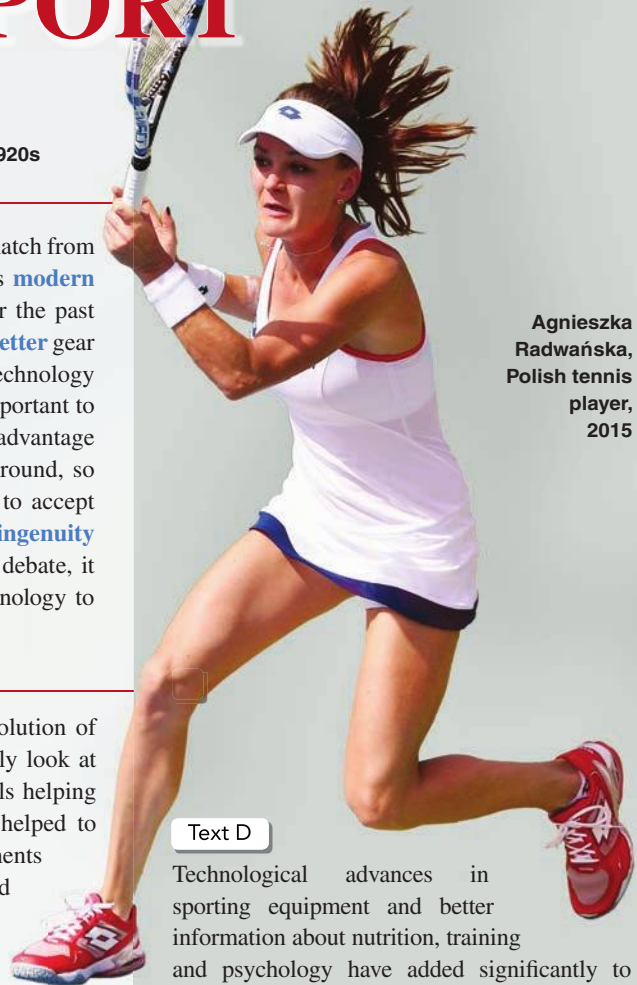 PORT
920s
atch from
s modern
r the past
etter gear
echnology
portant to
advantage
round, so
to accept
ingenuity
debate, it
nology to
olution of
ly look at
ls helping
helped to
ents
d
Agnieszka
Radwańska,
Polish tennis
player,
2015
Text D
Technological advances in
sporting equipment and better
information about nutrition, training
and psychology have added significantly to